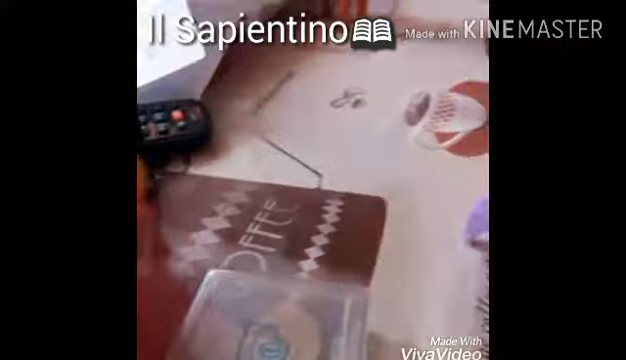 Il Sapientino
Made with KINEMASTER
OFFEE
Made With
VivaVideo